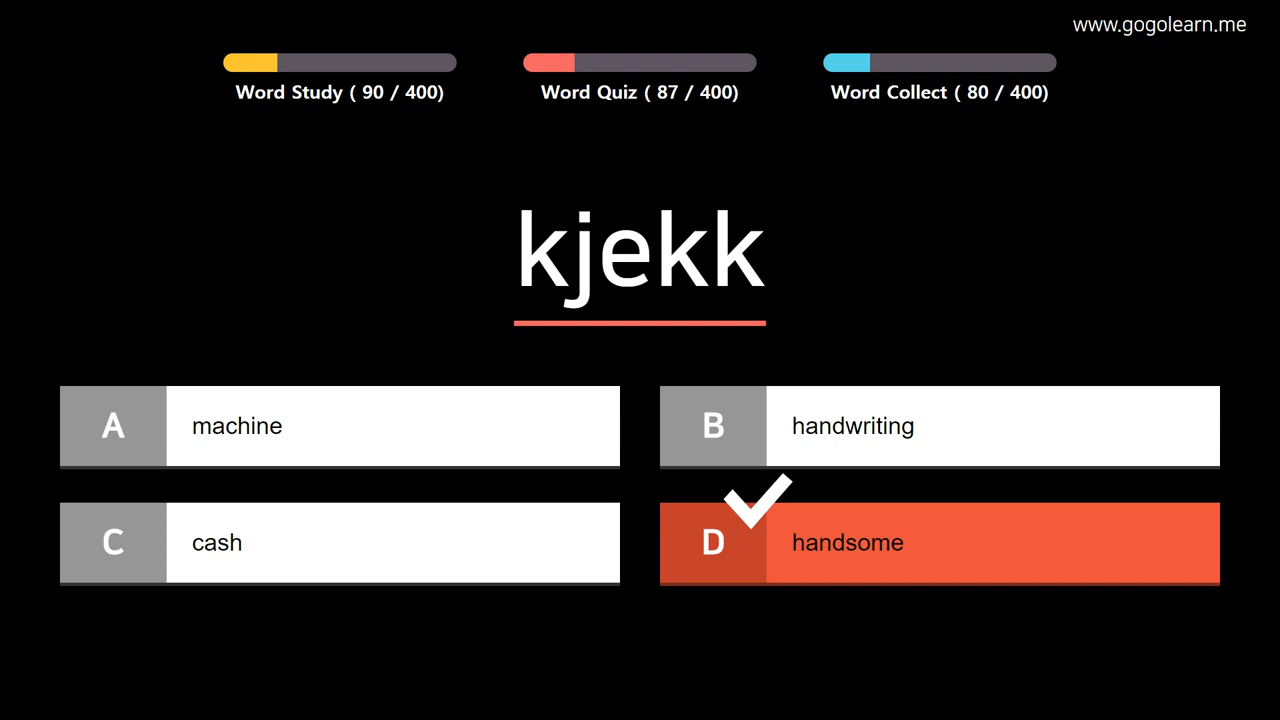 www.gogolearn.me
Word Study ( 90 / 400)
Word Quiz ( 87 / 400)
Word Collect ( 80 / 400)
kjekk
A machine
B handwriting
C cash
D handsome